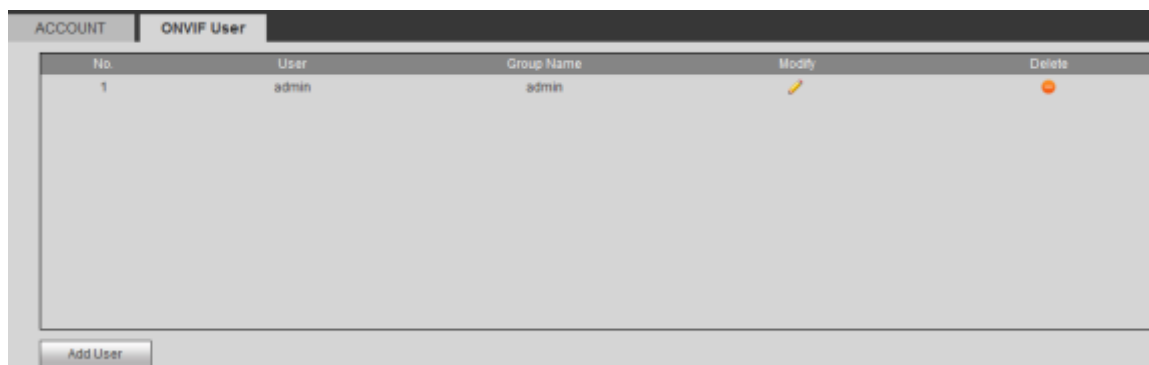 ACCOUNT ONVIF User
No. User Group Name Modify Delete
1 admin admin
Add User